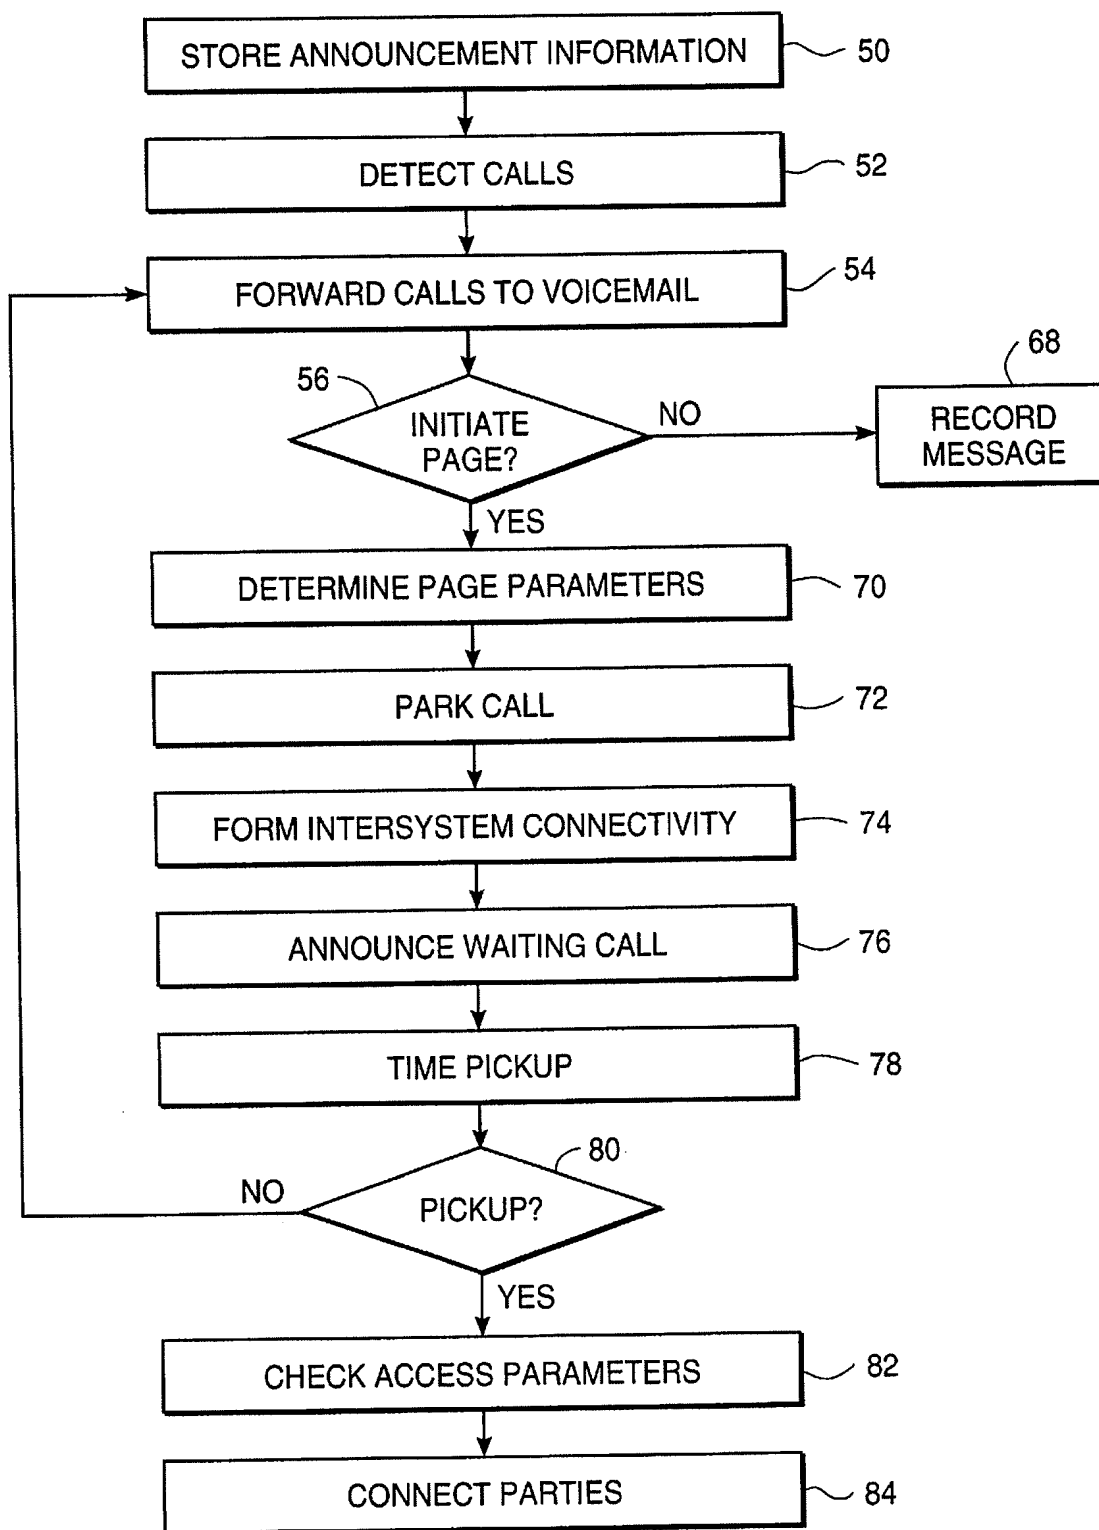 STORE ANNOUNCEMENT INFORMATION
50
DETECT CALLS
52
FORWARD CALLS TO VOICEMAIL
54
56
INITIATE
PAGE?
NO
68
RECORD
MESSAGE
YES
DETERMINE PAGE PARAMETERS
70
PARK CALL
72
FORM INTERSYSTEM CONNECTIVITY
74
ANNOUNCE WAITING CALL
76
TIME PICKUP
78
80
NO
PICKUP?
YES
CHECK ACCESS PARAMETERS
82
CONNECT PARTIES
84